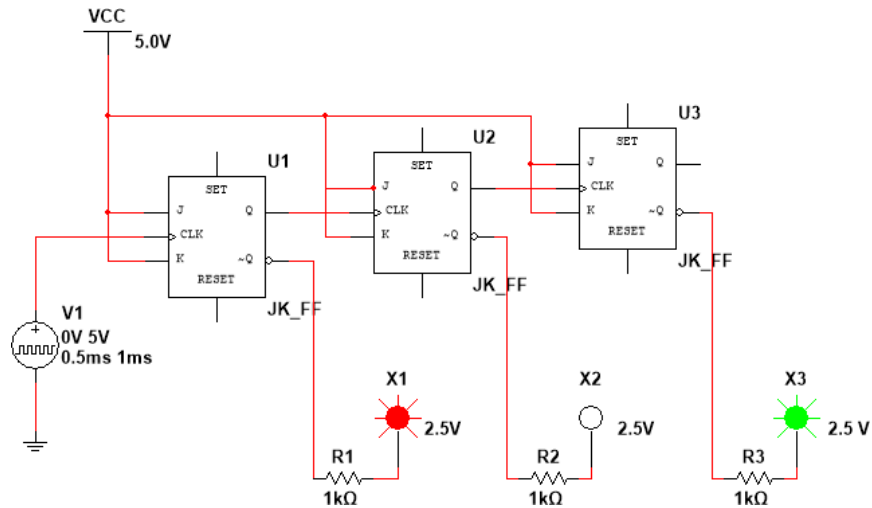 VCC
5.0V
U1
SET
J
Q
CLK
K
~Q
RESET
JK_FF
U2
SET
J
Q
CLK
K
~Q
RESET
JK_FF
U3
SET
J
Q
CLK
K
~Q
RESET
JK_FF
V1
0V 5V
0.5ms 1ms
X1
2.5V
R1
1kΩ
X2
2.5V
R2
1kΩ
X3
2.5 V
R3
1kΩ